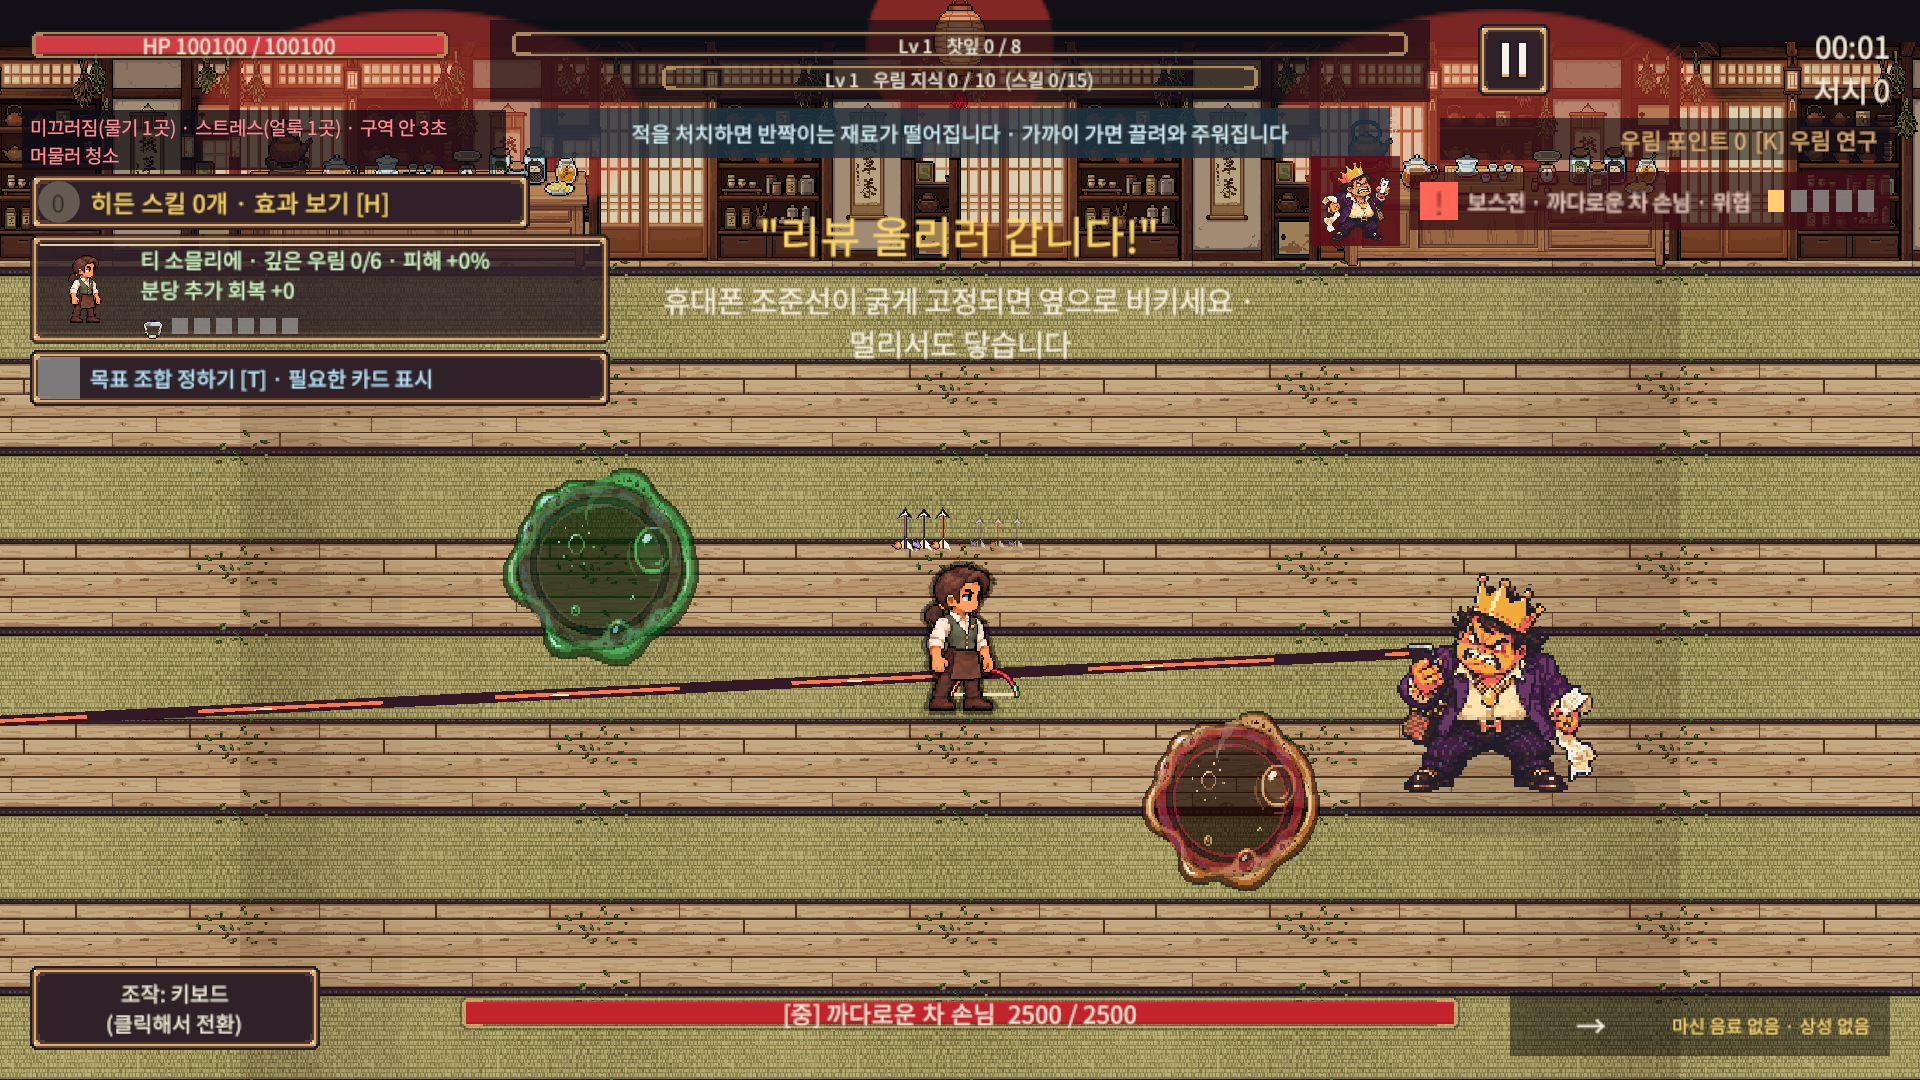 HP 100100 / 100100
Lv 1 찻잎 0 / 8
Lv 1 우림 지식 0 / 10 (스킬 0/15)
00:01
저치 0
미끄러짐(물기 1곳) · 스트레스(얼룩 1곳) · 구역 안 3초
머물러 청소
적을 처치하면 반짝이는 재료가 떨어집니다 · 가까이 가면 끌려와 주워집니다
우림 포인트 0 [K] 우림 연구
0 히든 스킬 0개 · 효과 보기 [H]
! 보스전 · 까다로운 차 손님 · 위험
"리뷰 올리러 갑니다!"
티 소믈리에 · 깊은 우림 0/6 · 피해 +0%
분당 추가 회복 +0
휴대폰 조준선이 굵게 고정되면 옆으로 비키세요 ·
멀리서도 닿습니다
목표 조합 정하기 [T] · 필요한 카드 표시
조작: 키보드
(클릭해서 전환)
[중] 까다로운 차 손님 2500 / 2500
→ 마신 음료 없음 · 상성 없음